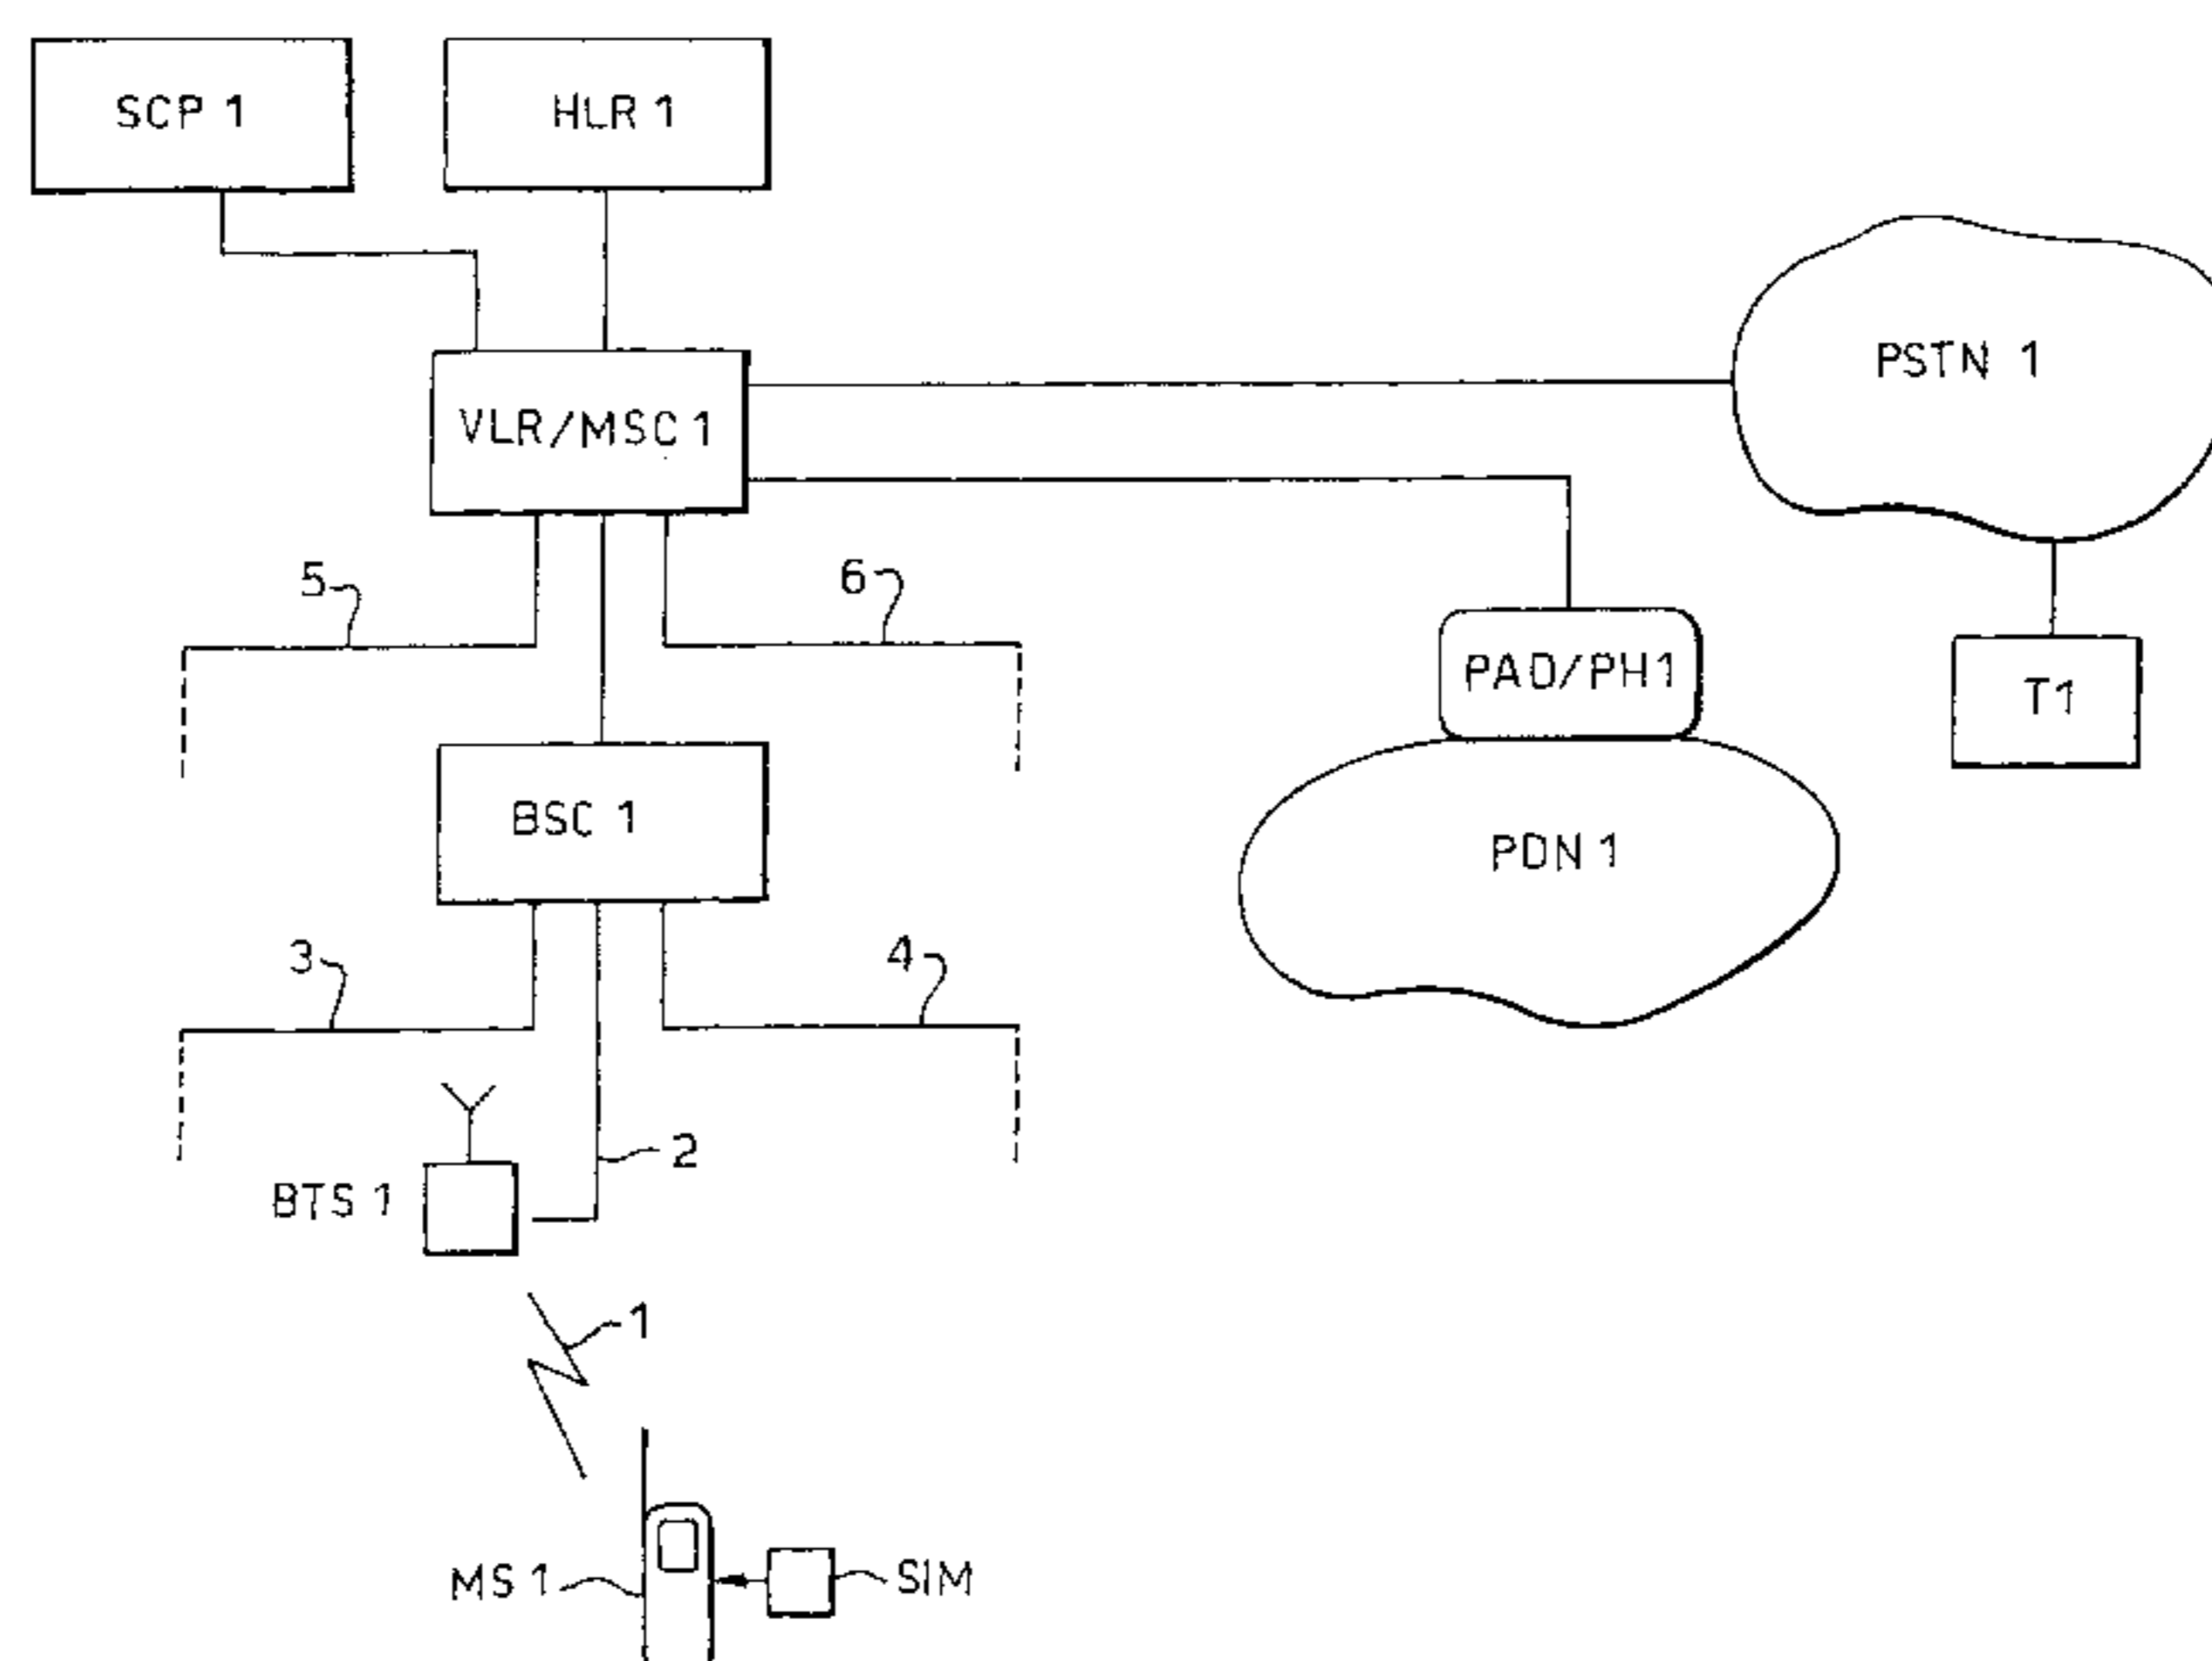 SCP 1
HLR 1
PSTN 1
VLR/MSC 1
5
6
PAD/PH1
T1
BSC 1
PDN 1
3
4
2
BTS 1
1
MS 1
SIM